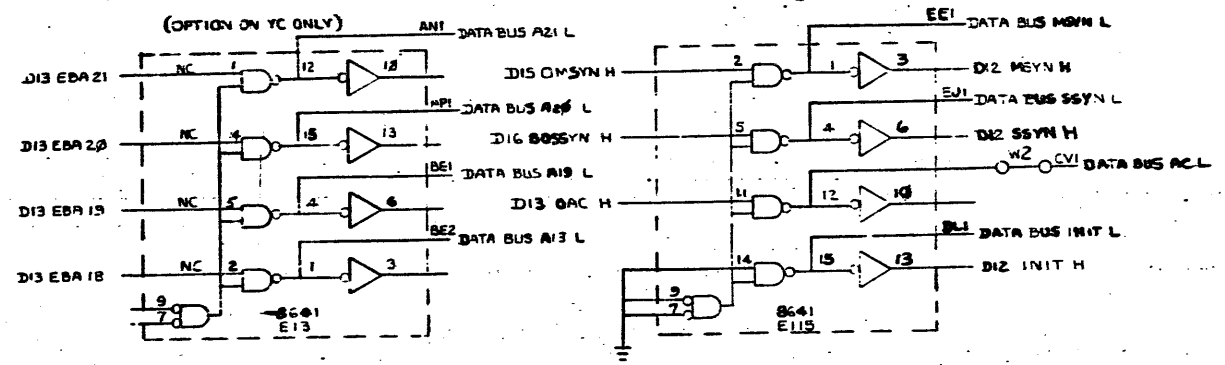 (OPTION ON YC ONLY)
AN1
DATA BUS A21 L
D13 EBA 21
NC
1
12
10
MP1
DATA BUS A20 L
D13 EBA 20
NC
4
15
13
BE1
DATA BUS A19 L
D13 EBA 19
NC
5
4
6
BE2
DATA BUS A13 L
D13 EBA 18
NC
2
1
3
9
7
8641
E13
EE1
DATA BUS MSYN L
D15 OMSYN H
2
1
3
D12 MSYN H
EJ1
DATA BUS SSYN L
D16 BOSSYN H
5
4
6
D12 SSYN H
W2
CV1
DATA BUS AC L
D13 OAC H
11
12
10
DL1
DATA BUS INIT L
14
15
13
D12 INIT H
9
7
8641
E115